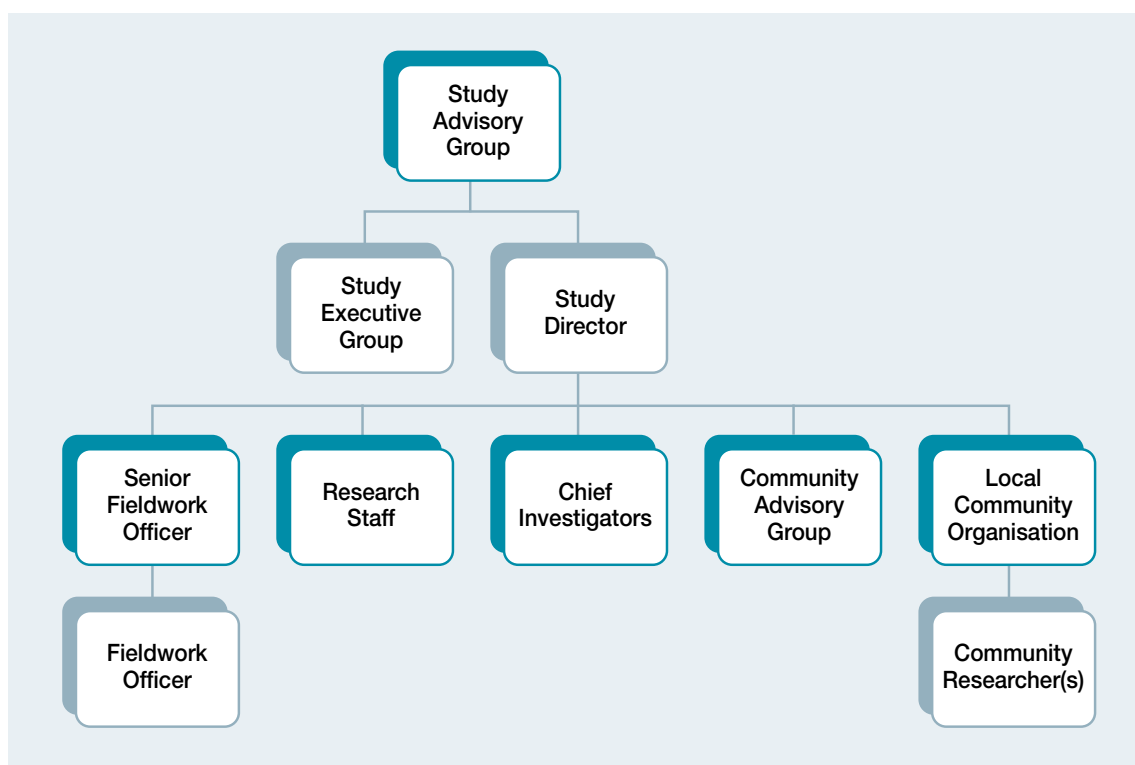 Study
Advisory
Group
Study
Executive
Group
Study
Director
Senior
Fieldwork
Officer
Research
Staff
Chief
Investigators
Community
Advisory
Group
Local
Community
Organisation
Fieldwork
Officer
Community
Researcher(s)